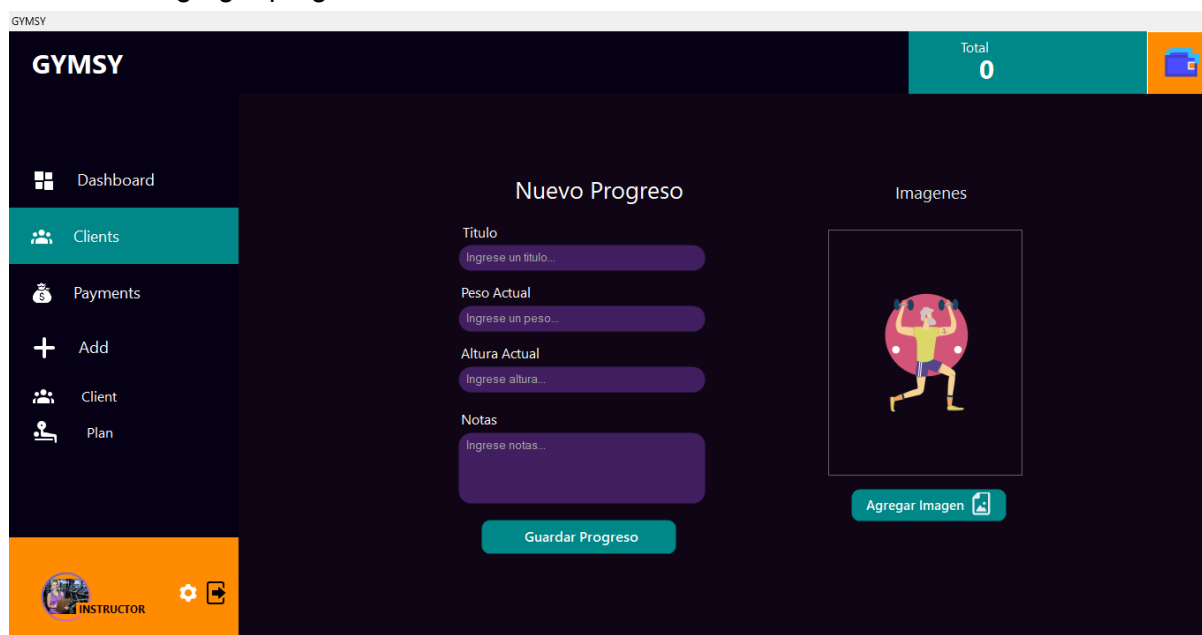 GYMSY
GYMSY
Total
0
Dashboard
Clients
Payments
Add
Client
Plan
INSTRUCTOR
Nuevo Progreso
Titulo
Ingrese un titulo...
Peso Actual
Ingrese un peso...
Altura Actual
Ingrese altura...
Notas
Ingrese notas...
Guardar Progreso
Imagenes
Agregar Imagen